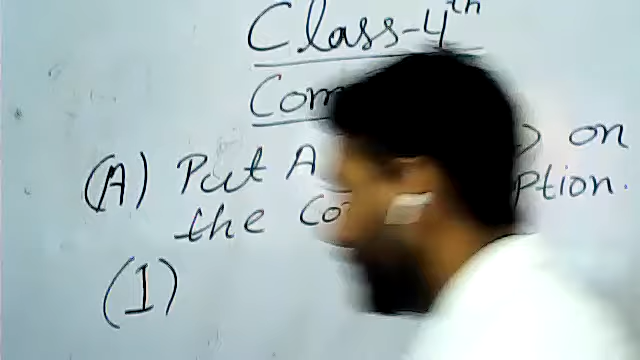 Class-4th
Com
(A) Put A on
the Co ption.
(1)